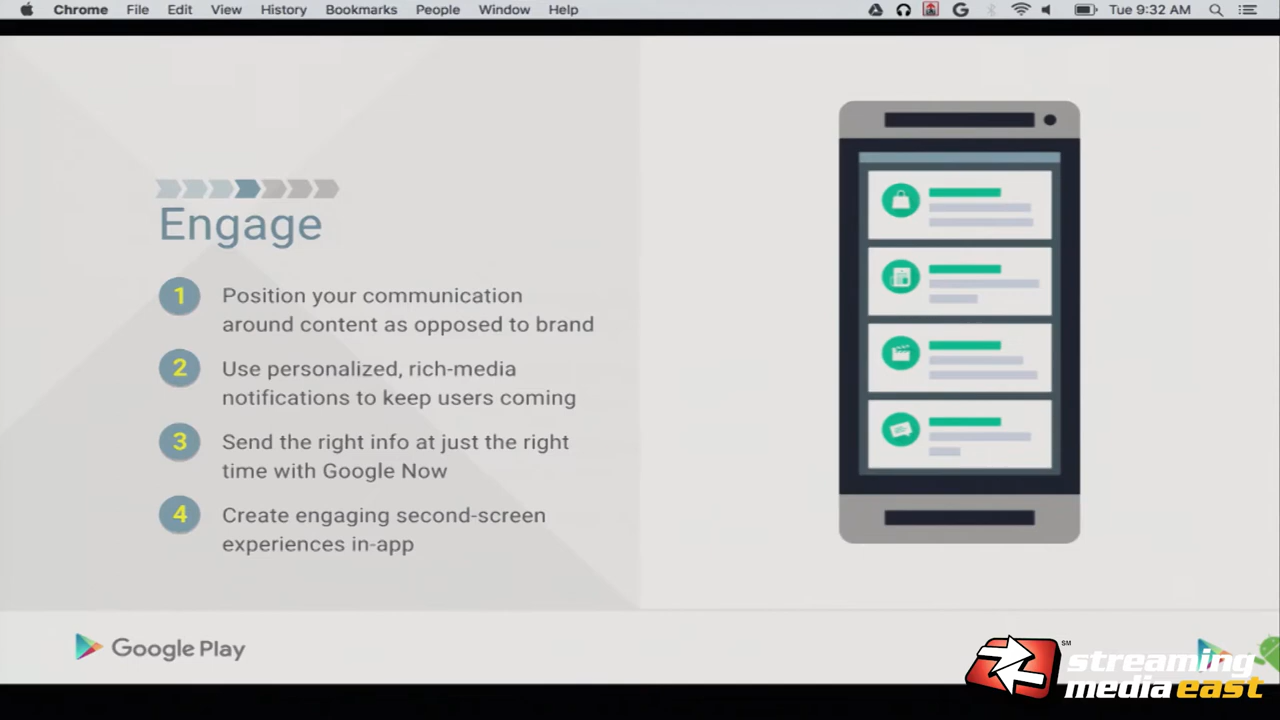 Chrome File Edit View History Bookmarks People Window Help Tue 9:32 AM
Engage
1 Position your communication
around content as opposed to brand
2 Use personalized, rich-media
notifications to keep users coming
3 Send the right info at just the right
time with Google Now
4 Create engaging second-screen
experiences in-app
Google Play
streaming SM
media east